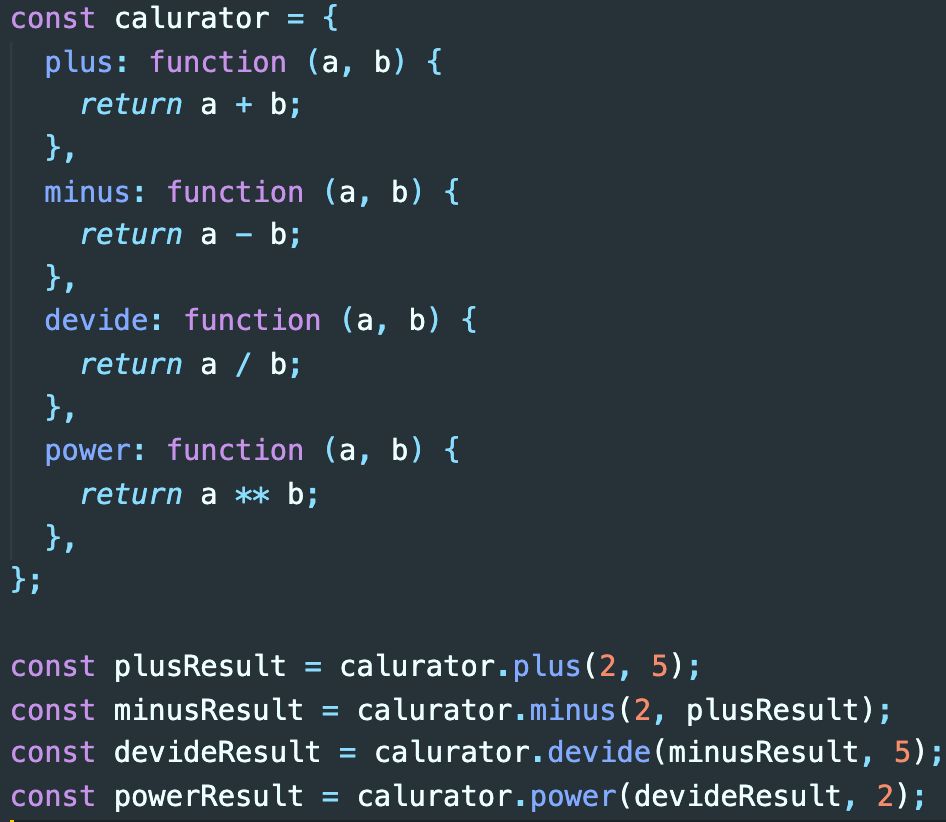 const calurator = {
  plus: function (a, b) {
    return a + b;
  },
  minus: function (a, b) {
    return a - b;
  },
  devide: function (a, b) {
    return a / b;
  },
  power: function (a, b) {
    return a ** b;
  },
};

const plusResult = calurator.plus(2, 5);
const minusResult = calurator.minus(2, plusResult);
const devideResult = calurator.devide(minusResult, 5);
const powerResult = calurator.power(devideResult, 2);